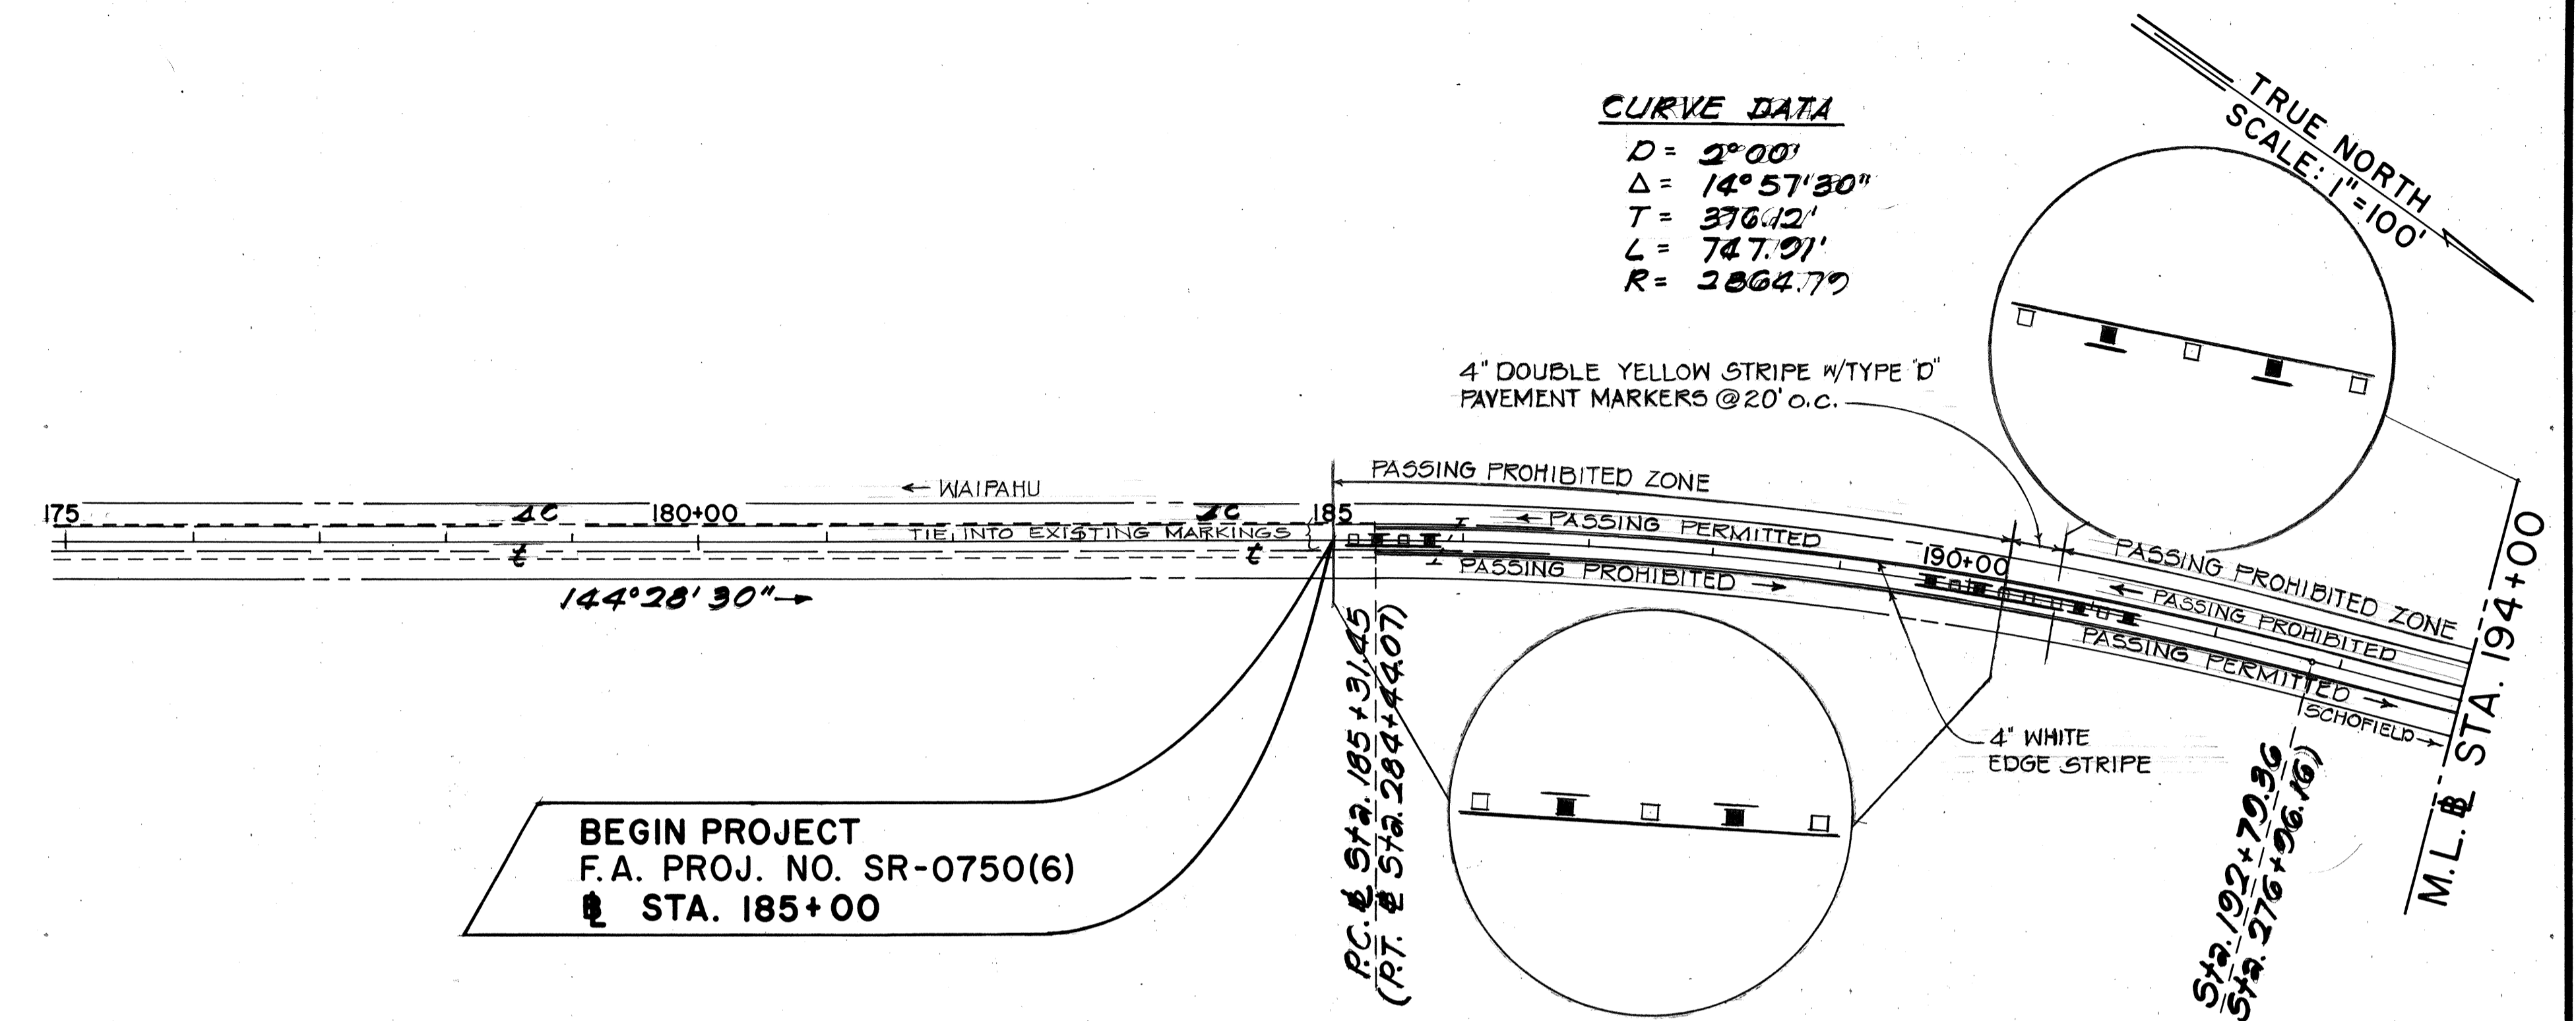 TRUE NORTH
SCALE: 1"=100'
CURVE DATA
D = 2°00'
Δ = 14°57'30"
T = 376.12'
L = 747.91'
R = 2864.79
4" DOUBLE YELLOW STRIPE W/TYPE "D"
PAVEMENT MARKERS @20' O.C.
PASSING PROHIBITED ZONE
← WAIPAHU
175
180+00
185
TIE INTO EXISTING MARKINGS
t
t
144°28'30"→
← PASSING PERMITTED
PASSING PROHIBITED →
190+00
PASSING PROHIBITED ZONE
← PASSING PROHIBITED
PASSING PERMITTED →
SCHOFIELD →
4" WHITE
EDGE STRIPE
P.C. ℄ Sta. 185+31.45
(P.T. ℄ Sta. 284+44.07)
Sta. 192+79.36
Sta. 276+96.16)
M.L. ℄ STA. 194+00
BEGIN PROJECT
F.A. PROJ. NO. SR-0750(6)
℄ STA. 185+00